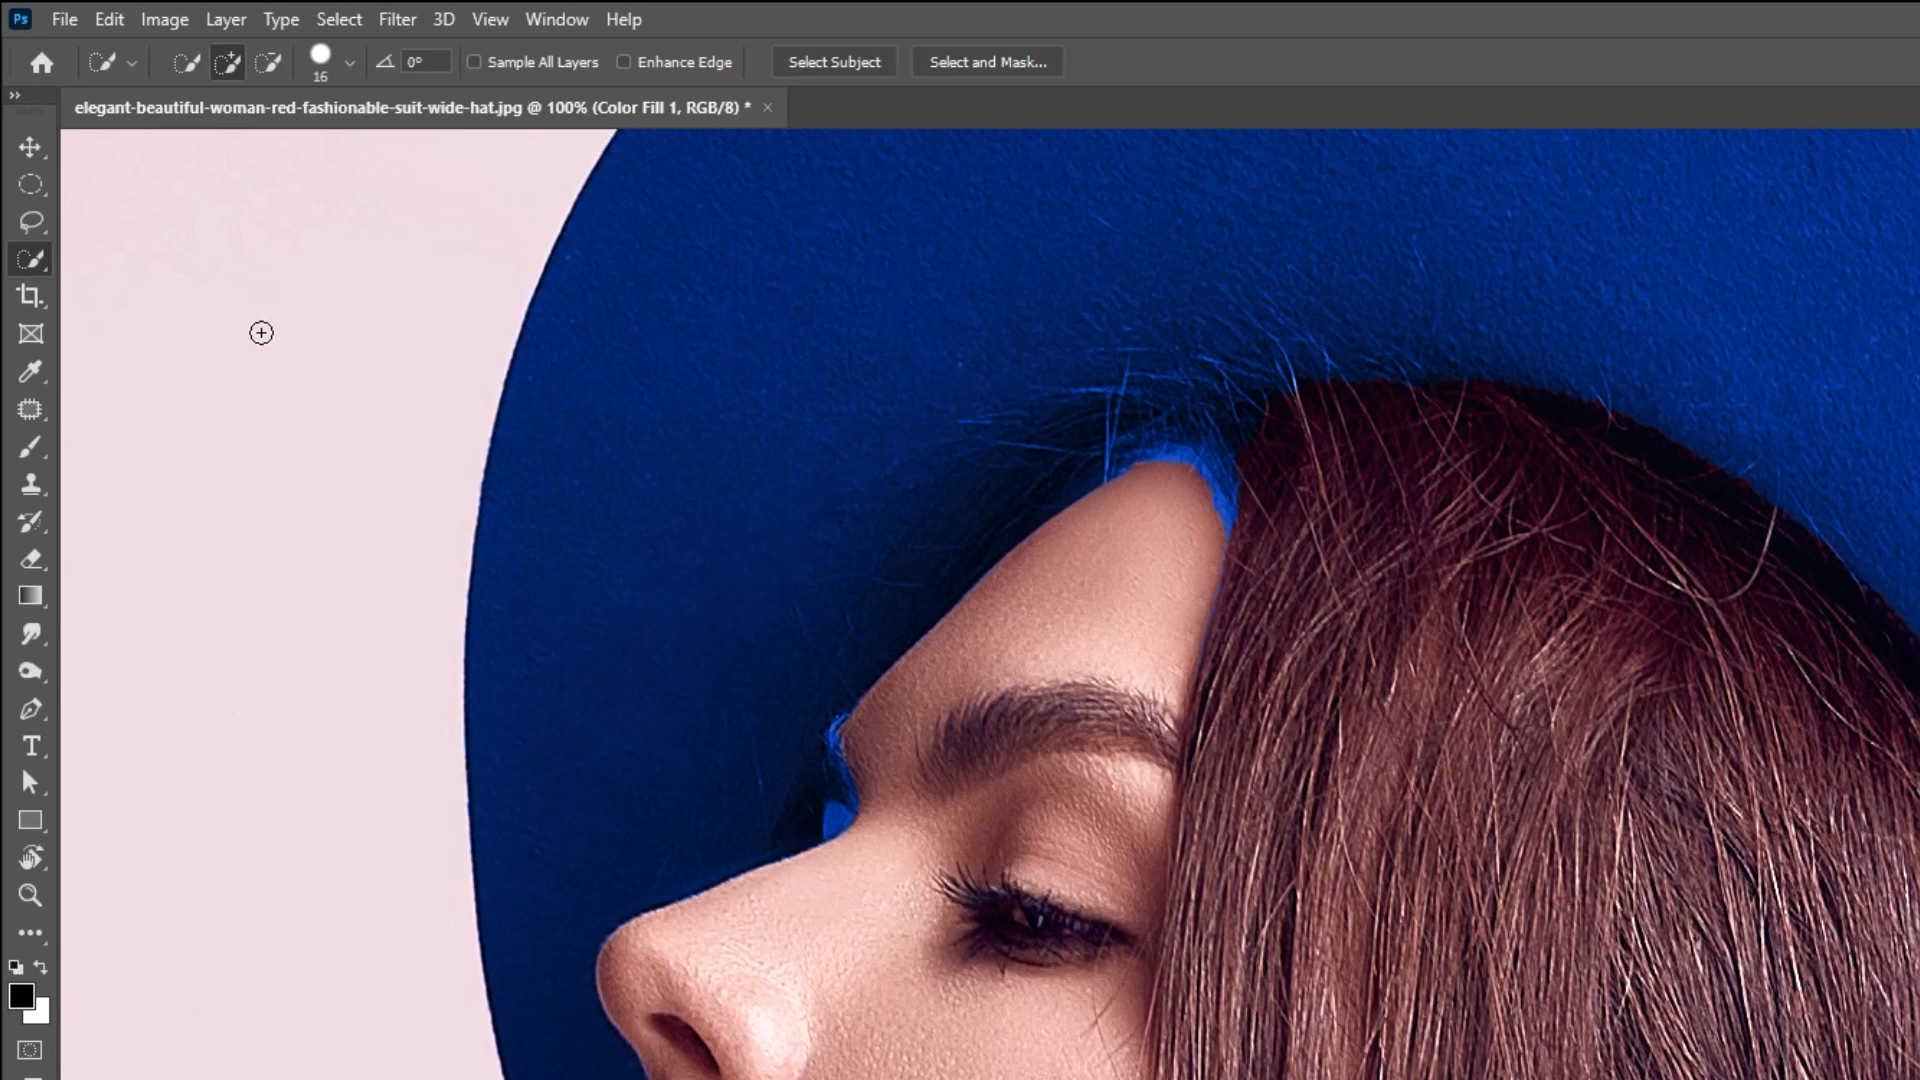 Ps File Edit Image Layer Type Select Filter 3D View Window Help
16 0° Sample All Layers Enhance Edge Select Subject Select and Mask...
elegant-beautiful-woman-red-fashionable-suit-wide-hat.jpg @ 100% (Color Fill 1, RGB/8) *